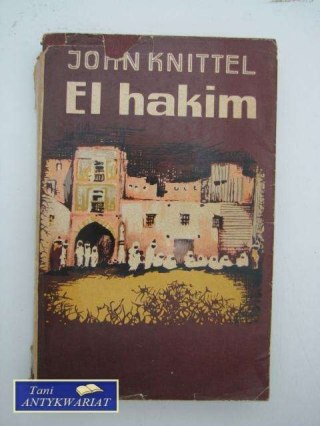 JOHN KNITTEL
El hakim
Tani
ANTYKWARIAT